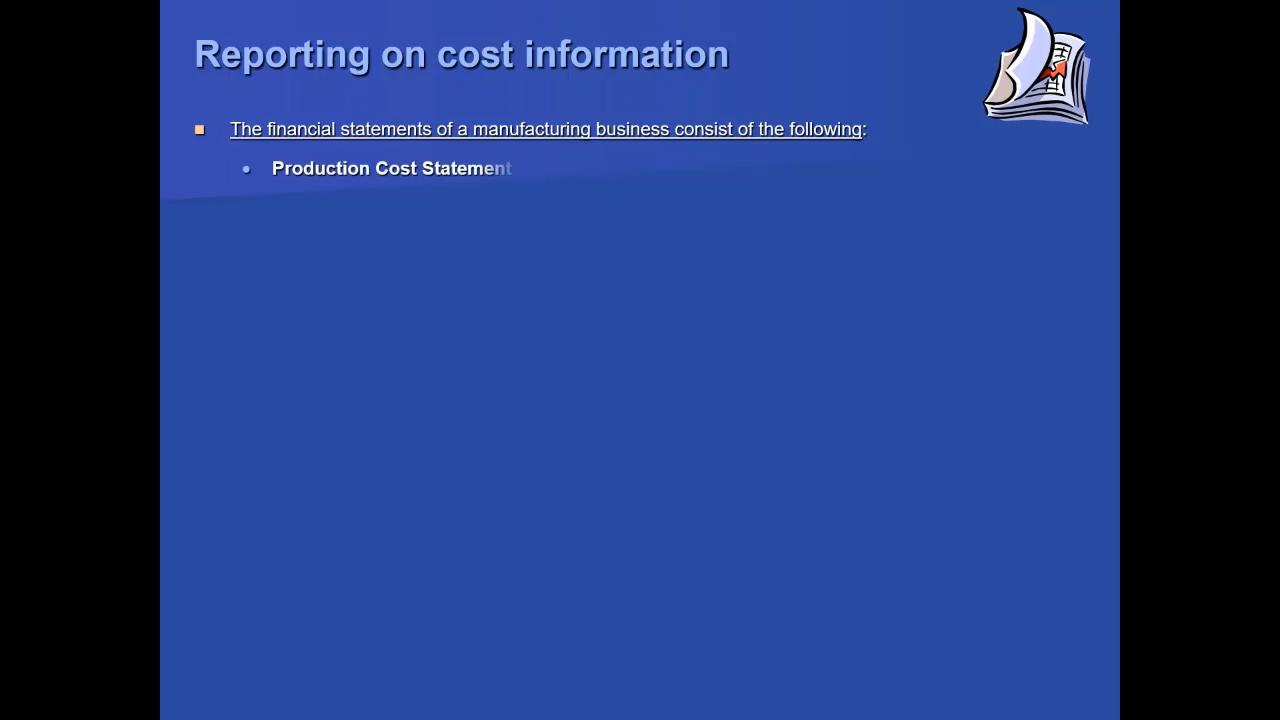 Reporting on cost information
The financial statements of a manufacturing business consist of the following:
Production Cost Statement